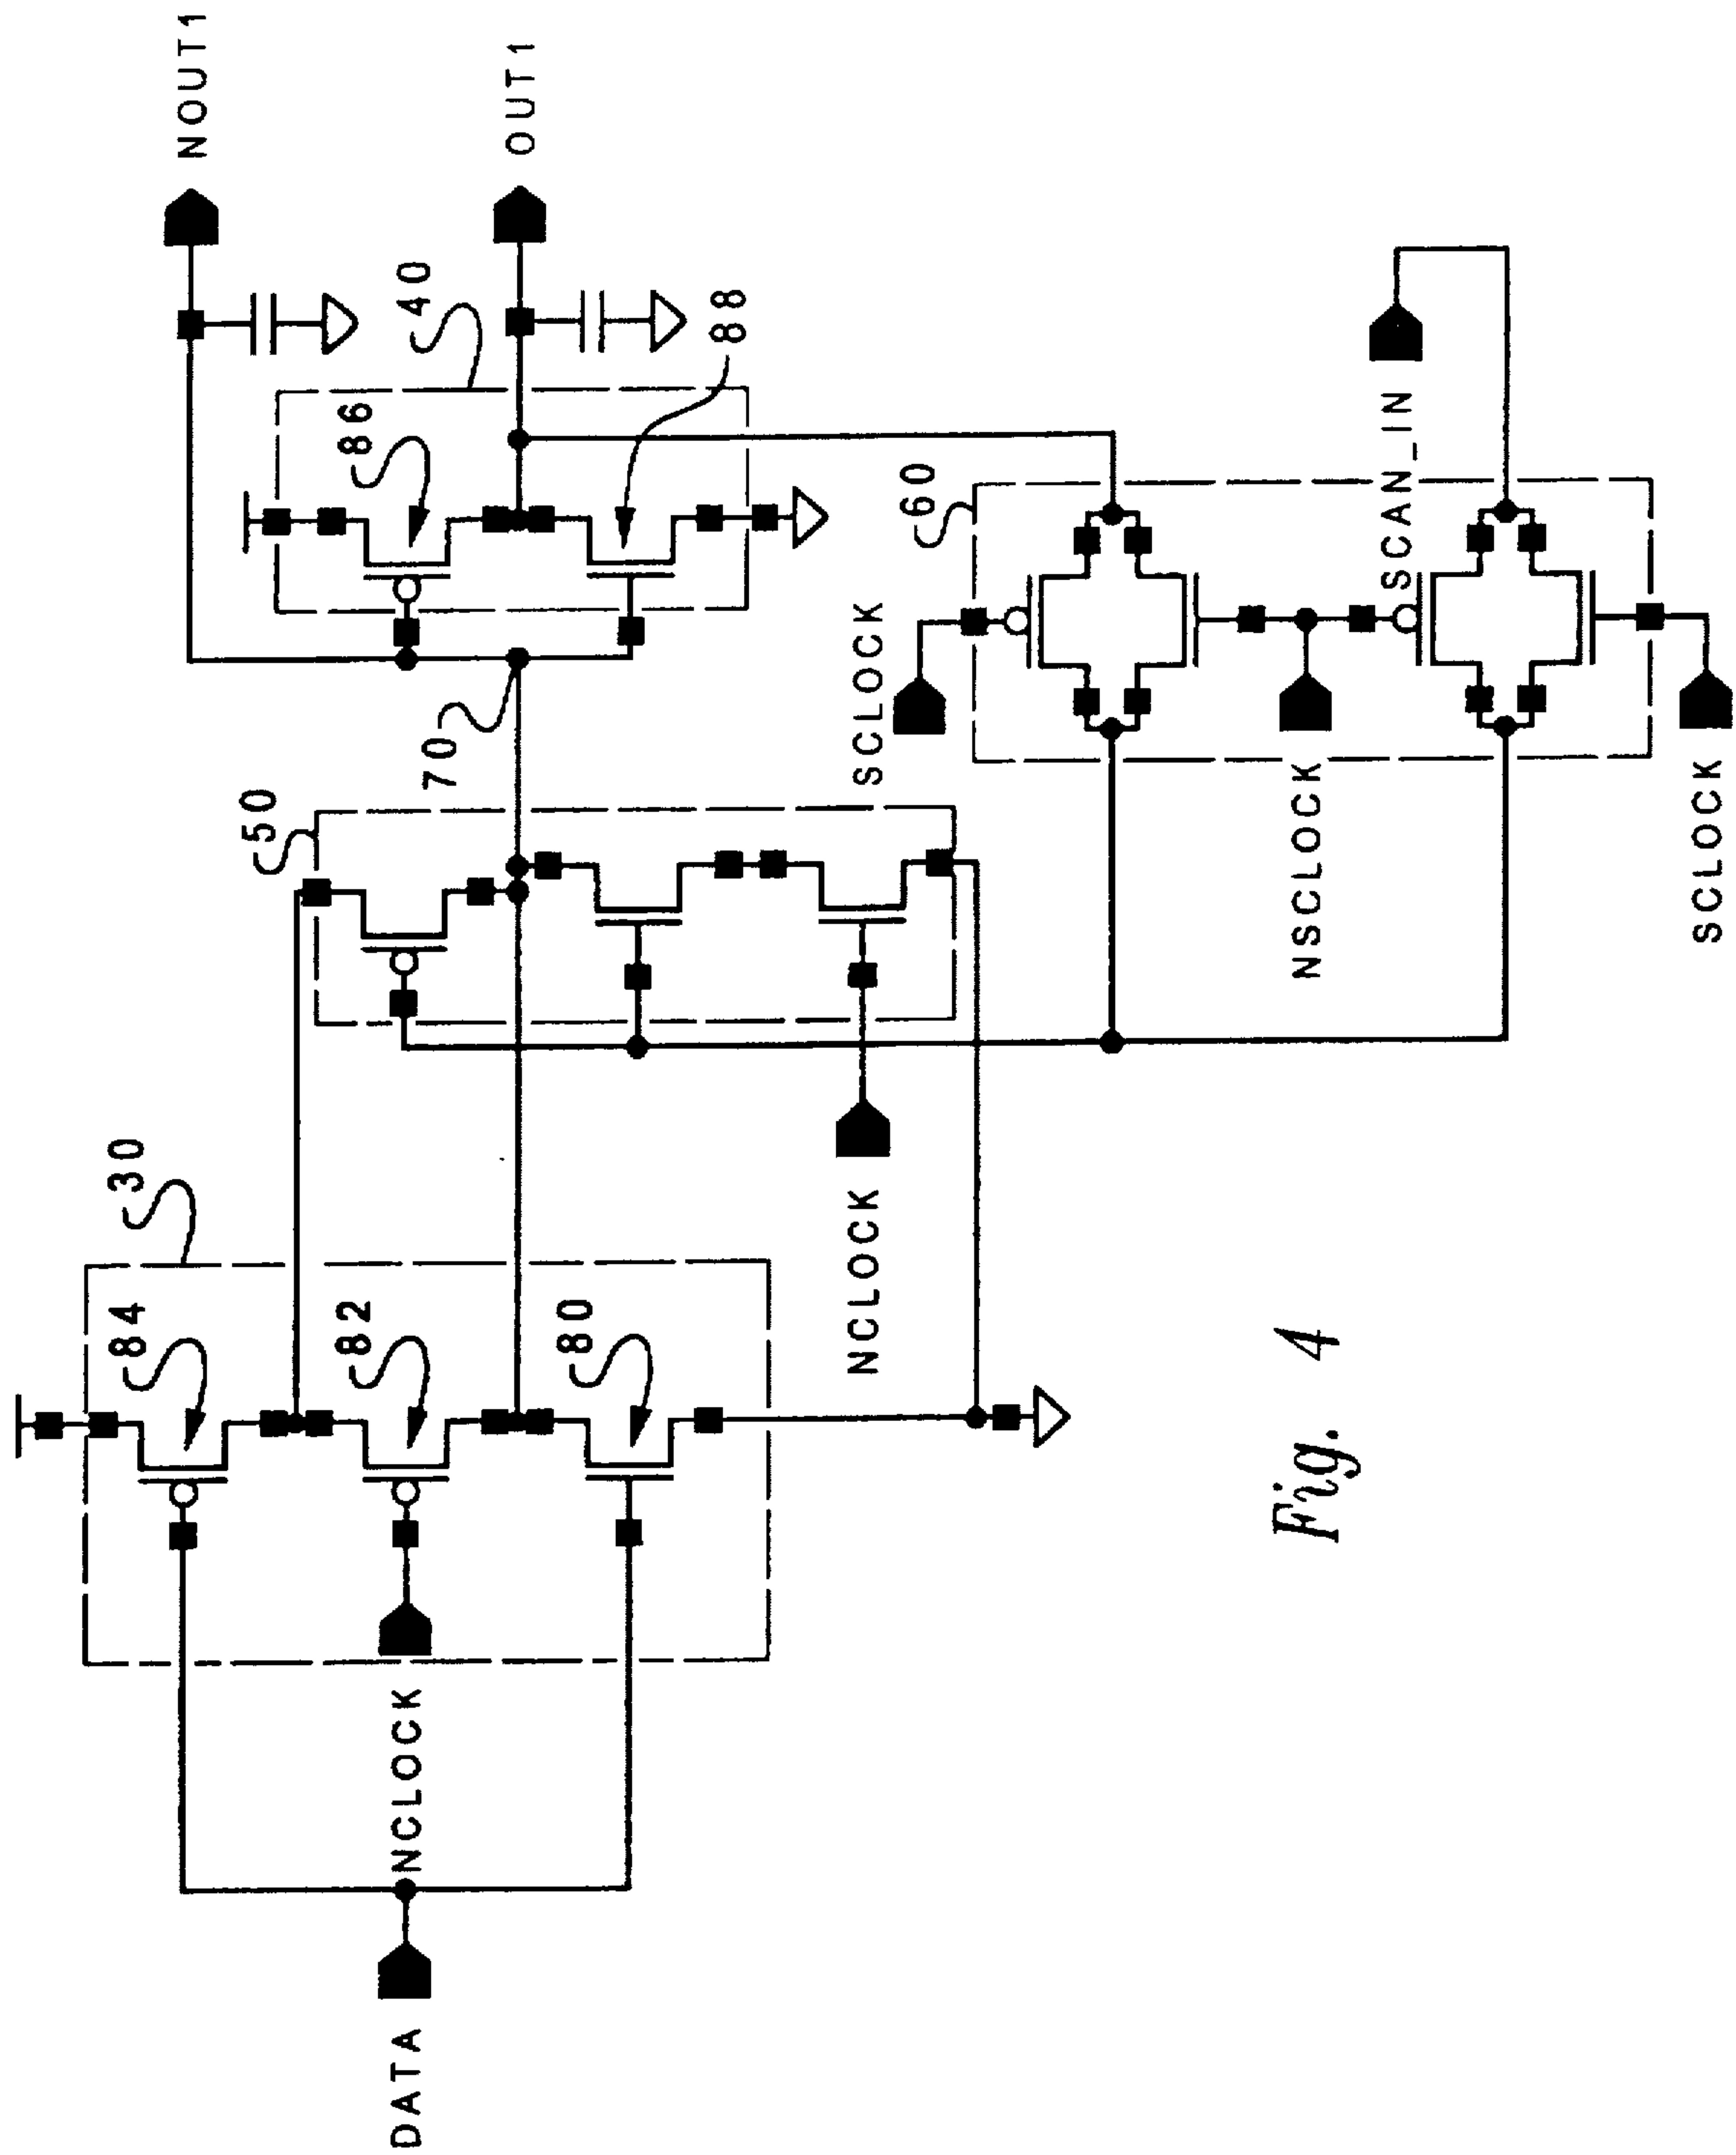 NOUT1
OUT1
40
86
88
70
50
30
84
82
80
NCLOCK
DATA
NCLOCK
60
SCLOCK
SCAN_IN
NSCLOCK
SCLOCK
Fig. 4